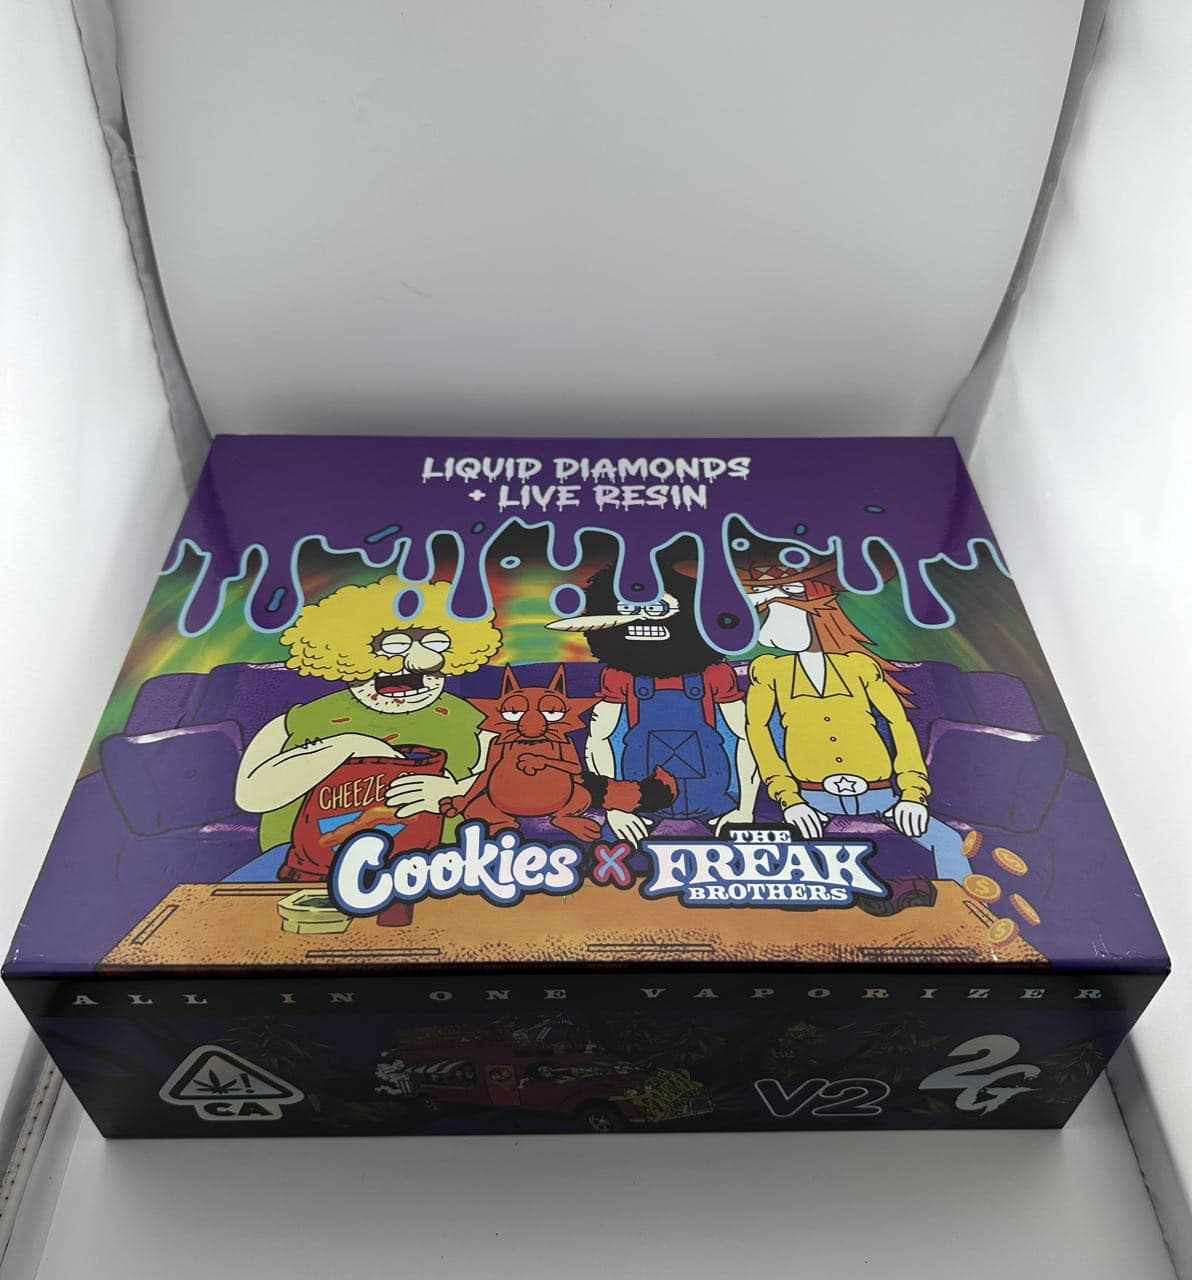 LIQUID DIAMONDS
+ LIVE RESIN
CHEEZE
Cookies x THE FREAK BROTHERS
ALL IN ONE VAPORIZER
CA
V2
2G